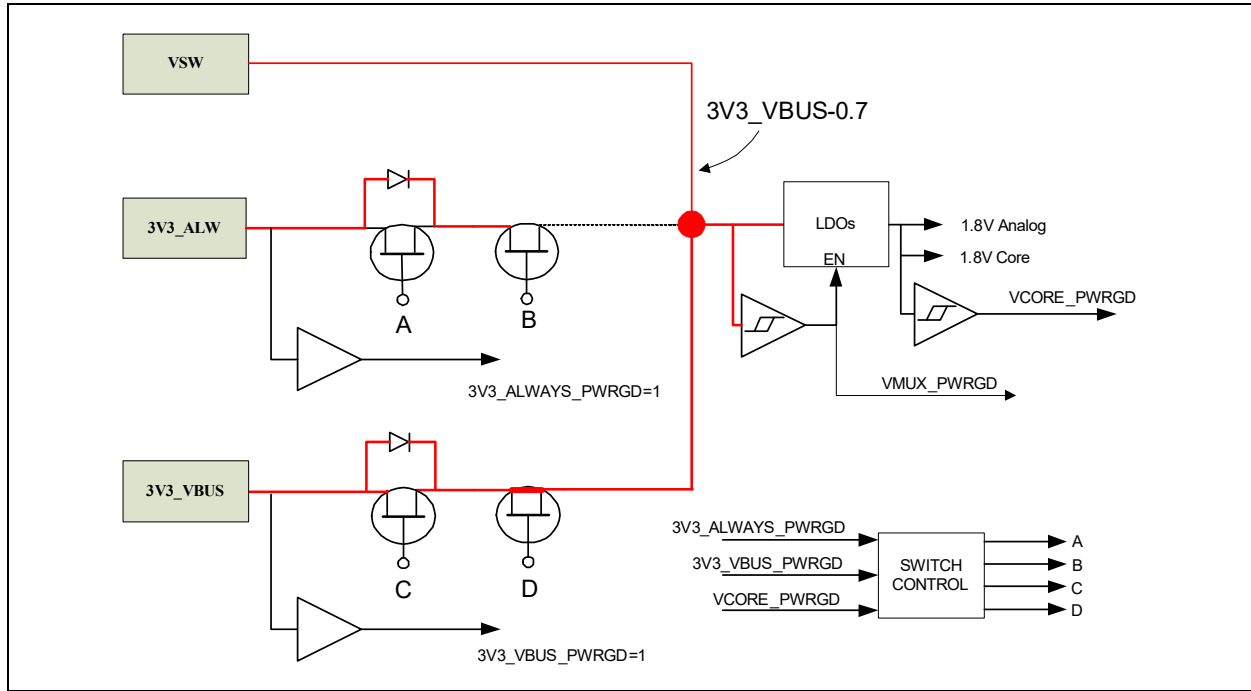 VSW
3V3_VBUS-0.7
3V3_ALW
LDOs
EN
1.8V Analog
1.8V Core
VCORE_PWRGD
A
B
3V3_ALWAYS_PWRGD=1
VMUX_PWRGD
3V3_VBUS
C
D
3V3_VBUS_PWRGD=1
3V3_ALWAYS_PWRGD
3V3_VBUS_PWRGD
VCORE_PWRGD
SWITCH
CONTROL
A
B
C
D